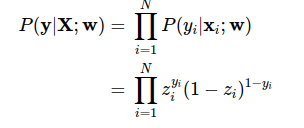 P(y|X; w) = ∏_{i=1}^{N} P(y_i|x_i; w)
= ∏_{i=1}^{N} z_i^{y_i} (1 − z_i)^{1−y_i}